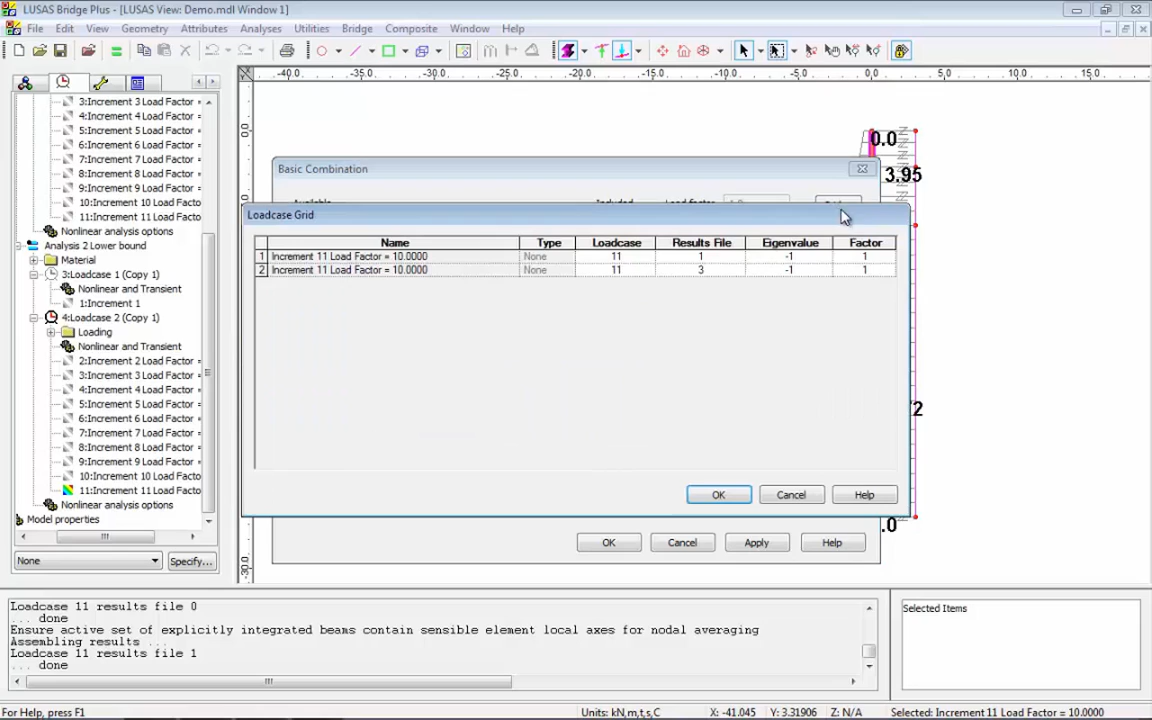 LUSAS Bridge Plus - [LUSAS View: Demo.mdl Window 1]
File Edit View Geometry Attributes Analyses Utilities Bridge Composite Window Help
-40.0 -35.0 -30.0 -25.0 -20.0 -15.0 -10.0 -5.0 0.0 5.0 10.0 15.0
3:Increment 3 Load Factor =
4:Increment 4 Load Factor =
5:Increment 5 Load Factor =
6:Increment 6 Load Factor =
7:Increment 7 Load Factor =
8:Increment 8 Load Factor =
9:Increment 9 Load Factor =
10:Increment 10 Load Factor
11:Increment 11 Load Factor
Analysis options
Analysis 2 Lower bound
Material
3:Loadcase 1 (Copy 1)
Nonlinear and Transient
1:Increment 1
4:Loadcase 2 (Copy 1)
Loading
Nonlinear and Transient
2:Increment 2 Load Factor =
3:Increment 3 Load Factor =
4:Increment 4 Load Factor =
5:Increment 5 Load Factor =
6:Increment 6 Load Factor =
7:Increment 7 Load Factor =
8:Increment 8 Load Factor =
9:Increment 9 Load Factor =
10:Increment 10 Load Factor
11:Increment 11 Load Factor
Nonlinear analysis options
Model properties
None Specify...
0.0
-30.0
0.0
3.95
Basic Combination
Available Included Load factor
Loadcase Grid
Name Type Loadcase Results File Eigenvalue Factor
1 Increment 11 Load Factor = 10.0000 None 11 1 -1 1
2 Increment 11 Load Factor = 10.0000 None 11 3 -1 1
OK Cancel Help
OK Cancel Apply Help
Loadcase 11 results file 0
... done
Ensure active set of explicitly integrated beams contain sensible element local axes for nodal averaging
Assembling results ...
Loadcase 11 results file 1
... done
Selected Items
For Help, press F1
Units: kN,m,t,s,C X: -41.045 Y: 3.31906 Z: N/A Selected: Increment 11 Load Factor = 10.0000